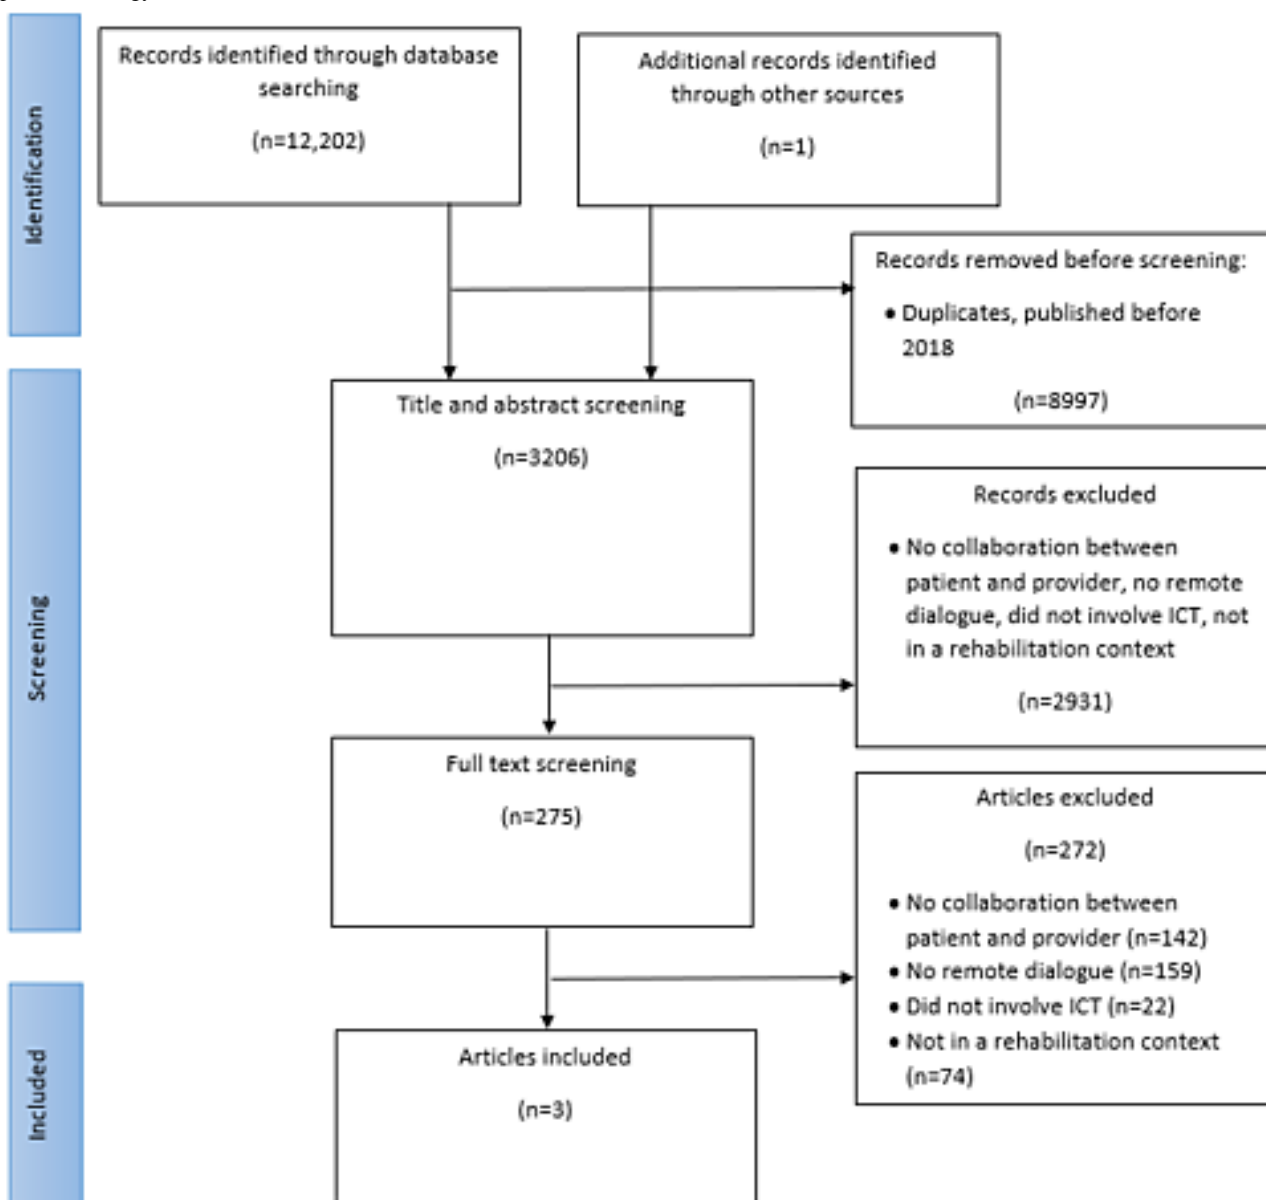 Identification
Records identified through database
searching
(n=12,202)
Additional records identified
through other sources
(n=1)
Records removed before screening:
• Duplicates, published before
2018
(n=8997)
Screening
Title and abstract screening
(n=3206)
Records excluded
• No collaboration between
patient and provider, no remote
dialogue, did not involve ICT, not
in a rehabilitation context
(n=2931)
Full text screening
(n=275)
Articles excluded
(n=272)
• No collaboration between
patient and provider (n=142)
• No remote dialogue (n=159)
• Did not involve ICT (n=22)
• Not in a rehabilitation context
(n=74)
Included
Articles included
(n=3)